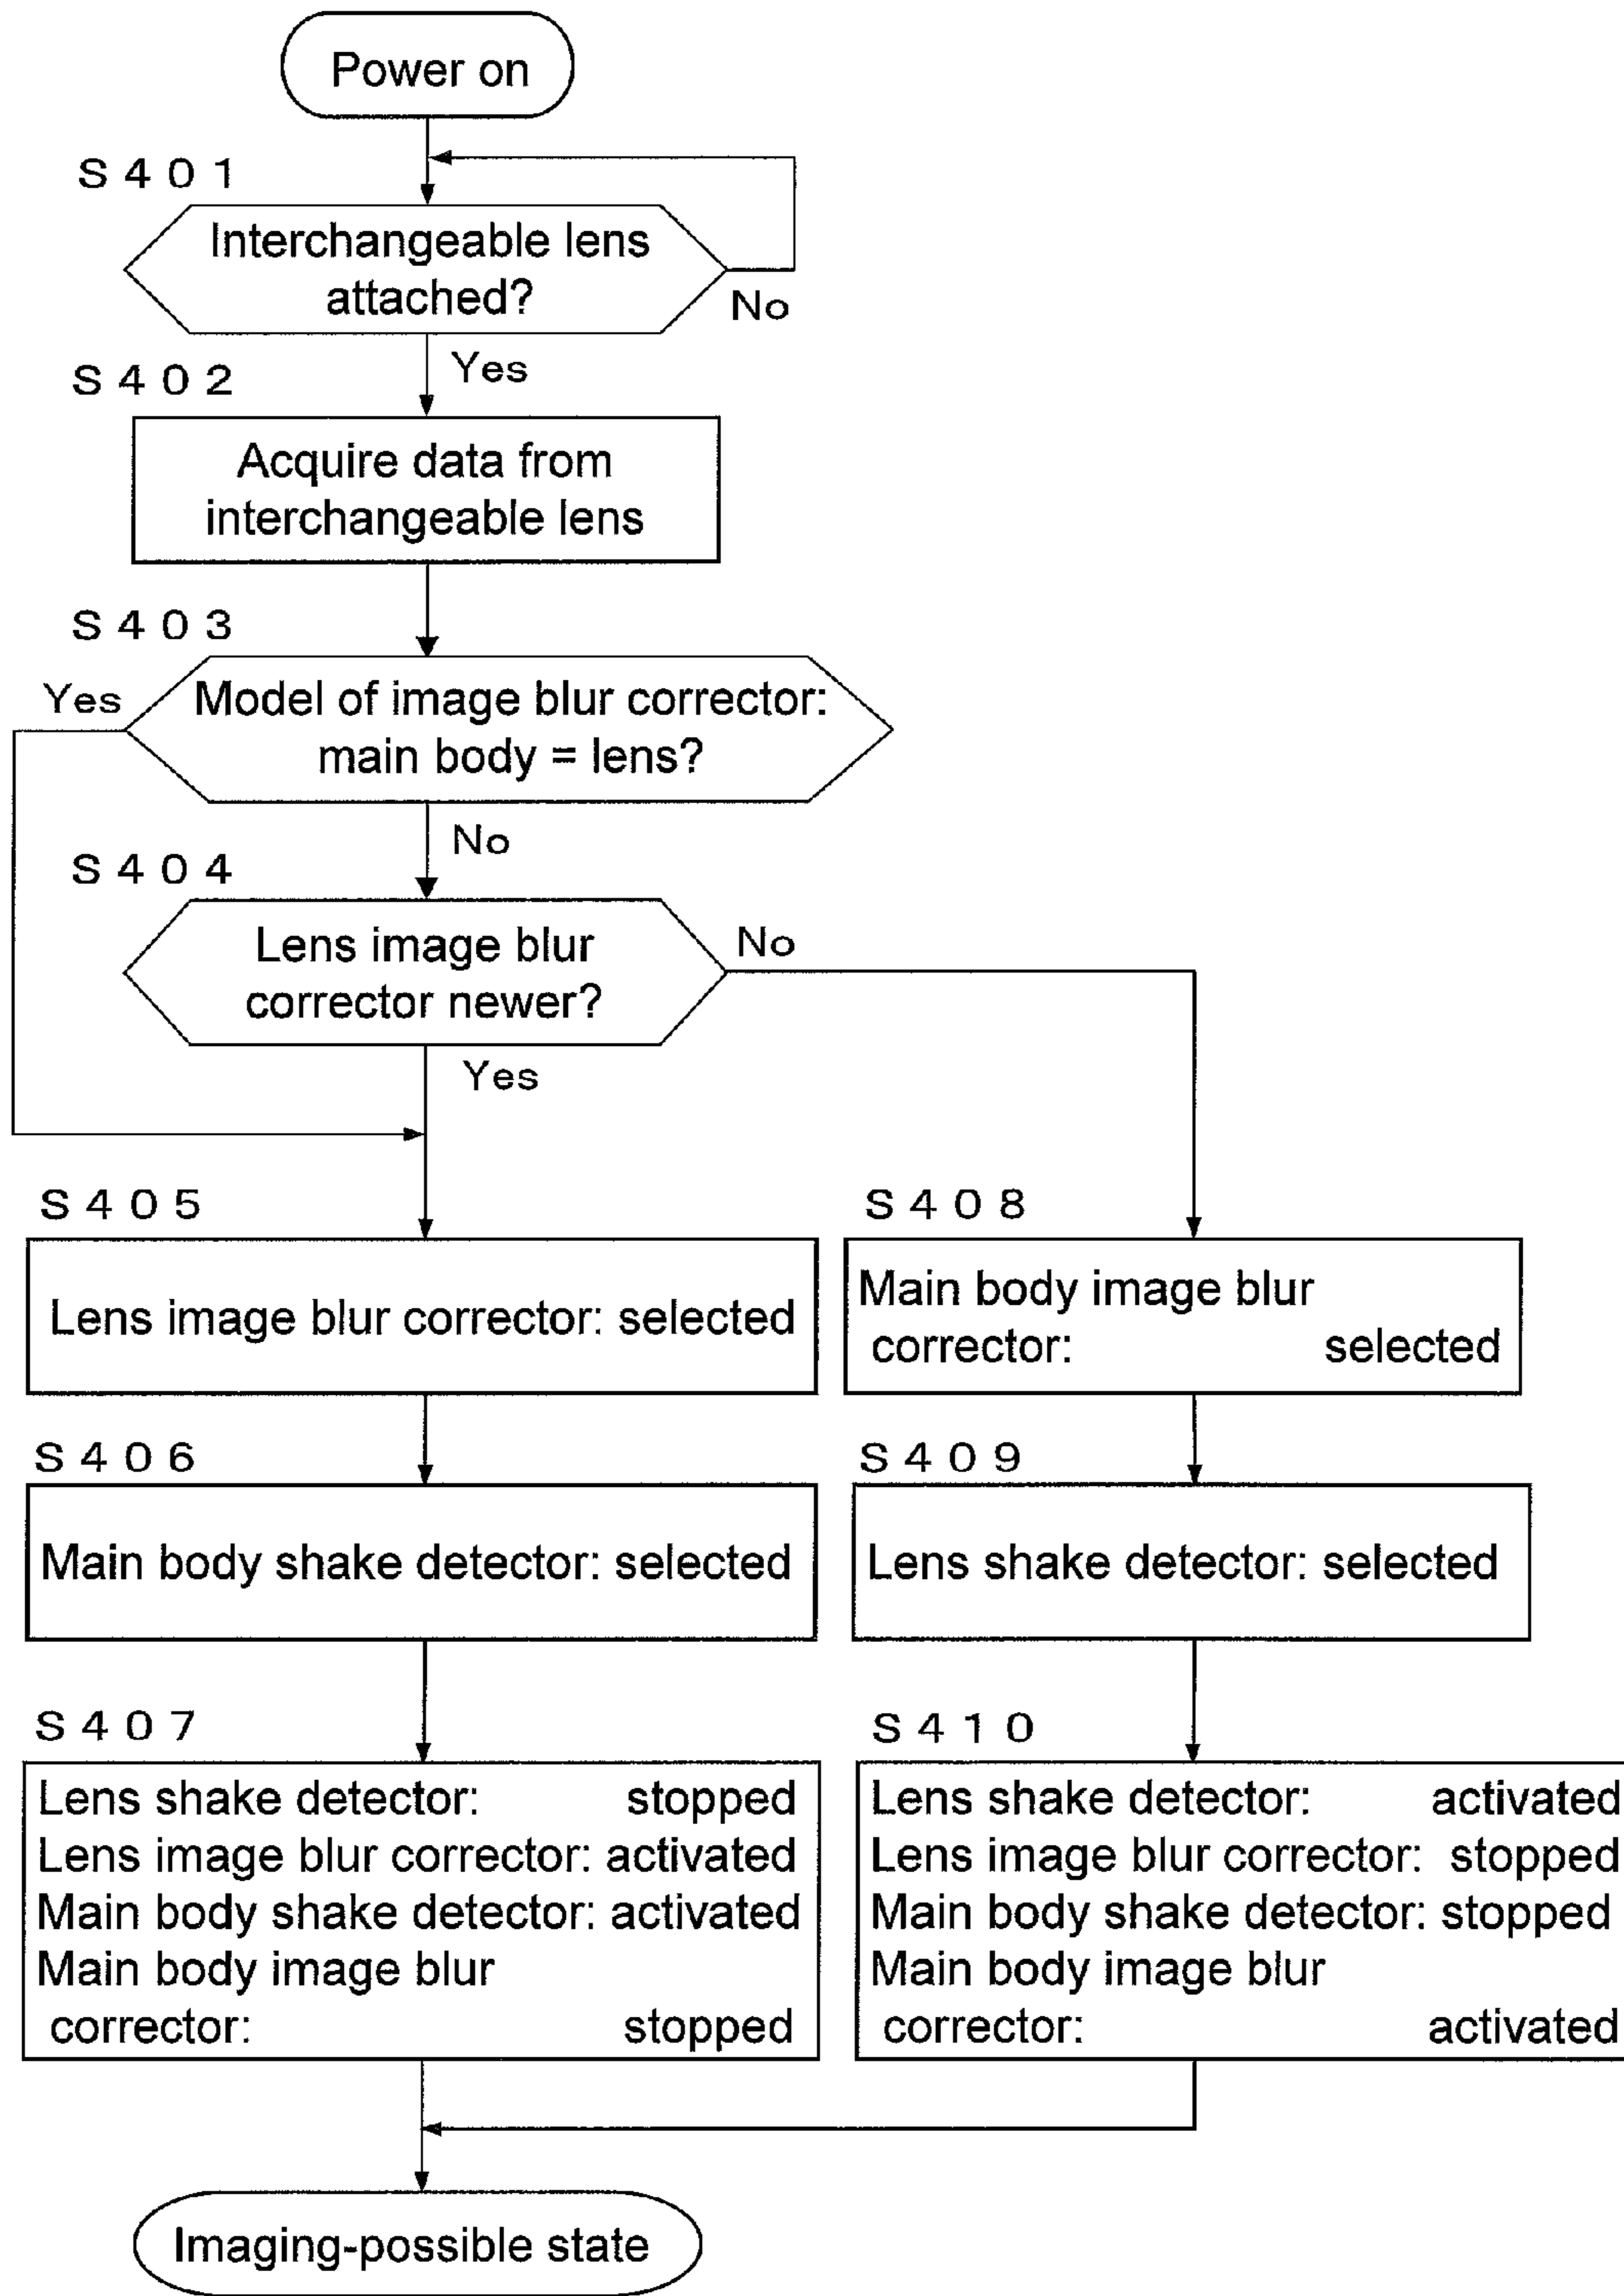 Power on
S401
Interchangeable lens
attached?
No
Yes
S402
Acquire data from
interchangeable lens
S403
Yes
Model of image blur corrector:
main body = lens?
No
S404
Lens image blur
corrector newer?
No
Yes
S405
Lens image blur corrector: selected
S406
Main body shake detector: selected
S407
Lens shake detector: stopped
Lens image blur corrector: activated
Main body shake detector: activated
Main body image blur
corrector: stopped
S408
Main body image blur
corrector: selected
S409
Lens shake detector: selected
S410
Lens shake detector: activated
Lens image blur corrector: stopped
Main body shake detector: stopped
Main body image blur
corrector: activated
Imaging-possible state